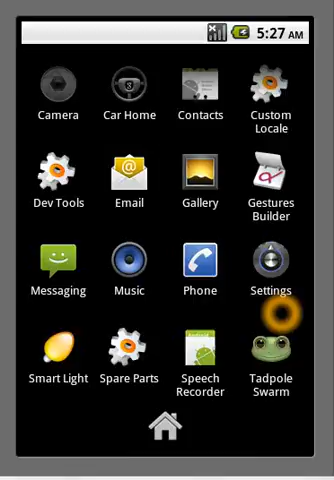 5:27 AM
Camera
Car Home
Contacts
Custom
Locale
Dev Tools
Email
Gallery
Gestures
Builder
Messaging
Music
Phone
Settings
Smart Light
Spare Parts
Speech
Recorder
Tadpole
Swarm